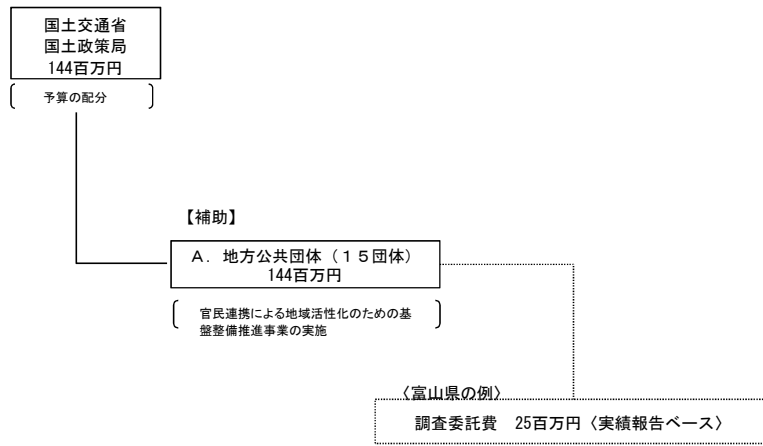 国土交通省
国土政策局
144百万円
予算の配分
【補助】
A．地方公共団体（１５団体）
144百万円
官民連携による地域活性化のための基
盤整備推進事業の実施
〈富山県の例〉
調査委託費　25百万円〈実績報告ベース〉